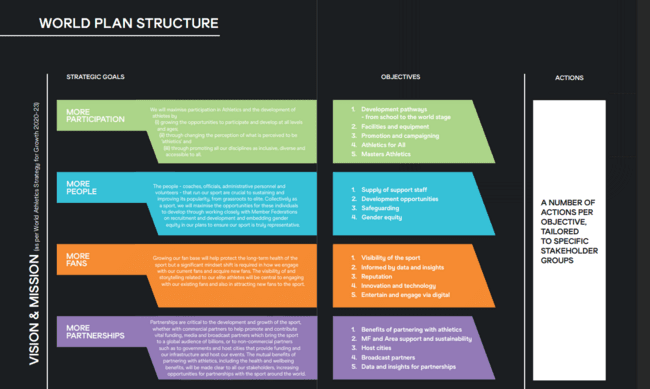 WORLD PLAN STRUCTURE
STRATEGIC GOALS
OBJECTIVES
ACTIONS
VISION & MISSION (as per World Athletics Strategy for Growth 2020-23)
MORE
PARTICIPATION
We will maximise participation in Athletics and the development of
athletes by
(i) growing the opportunities to participate and develop at all levels
and ages;
(ii) through changing the perception of what is perceived to be
'athletics' and
(iii) through promoting all our disciplines as inclusive, diverse and
accessible to all.
1. Development pathways
- from school to the world stage
2. Facilities and equipment
3. Promotion and campaigning
4. Athletics for All
5. Masters Athletics
MORE
PEOPLE
The people - coaches, officials, administrative personnel and
volunteers - that run our sport are crucial to sustaining and
improving its popularity, from grassroots to elite. Collectively as
a sport, we will maximise the opportunities for these individuals
to develop through working closely with Member Federations
on recruitment and development and embedding gender
equity in our plans to ensure our sport is truly representative.
1. Supply of support staff
2. Development opportunities
3. Safeguarding
4. Gender equity
MORE
FANS
Growing our fan base will help protect the long-term health of the
sport but a significant mindset shift is required in how we engage
with our current fans and acquire new fans. The visibility of and
storytelling related to our elite athletes will be central to engaging
with our existing fans and also in attracting new fans to the sport.
1. Visibility of the sport
2. Informed by data and insights
3. Reputation
4. Innovation and technology
5. Entertain and engage via digital
MORE
PARTNERSHIPS
Partnerships are critical to the development and growth of the sport,
whether with commercial partners to help promote and contribute
vital funding, media and broadcast partners which bring the sport
to a global audience of billions, or to non-commercial partners
such as to governments and host cities that provide funding and
our infrastructure and host our events. The mutual benefits of
partnering with athletics, including the health and wellbeing
benefits, will be made clear to all our stakeholders, increasing
opportunities for partnerships with the sport around the world.
1. Benefits of partnering with athletics
2. MF and Area support and sustainability
3. Host cities
4. Broadcast partners
5. Data and insights for partnerships
A NUMBER OF
ACTIONS PER
OBJECTIVE,
TAILORED
TO SPECIFIC
STAKEHOLDER
GROUPS